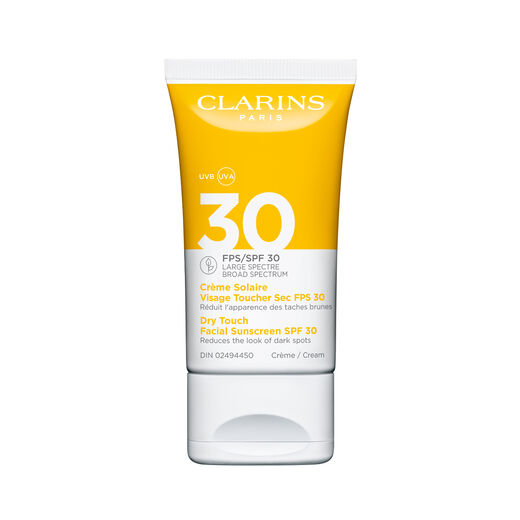 CLARINS
PARIS
UVB UVA
30
FPS/SPF 30
LARGE SPECTRE
BROAD SPECTRUM
Crème Solaire
Visage Toucher Sec FPS 30
Réduit l'apparence des taches brunes
Dry Touch
Facial Sunscreen SPF 30
Reduces the look of dark spots
DIN 02494450 Crème / Cream